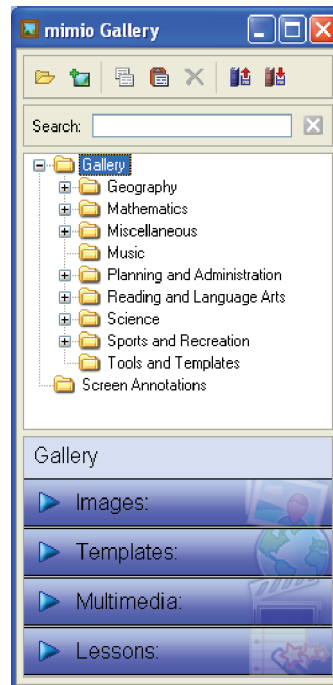 mimio Gallery
Search:
Gallery
Geography
Mathematics
Miscellaneous
Music
Planning and Administration
Reading and Language Arts
Science
Sports and Recreation
Tools and Templates
Screen Annotations
Gallery
Images:
Templates:
Multimedia:
Lessons: